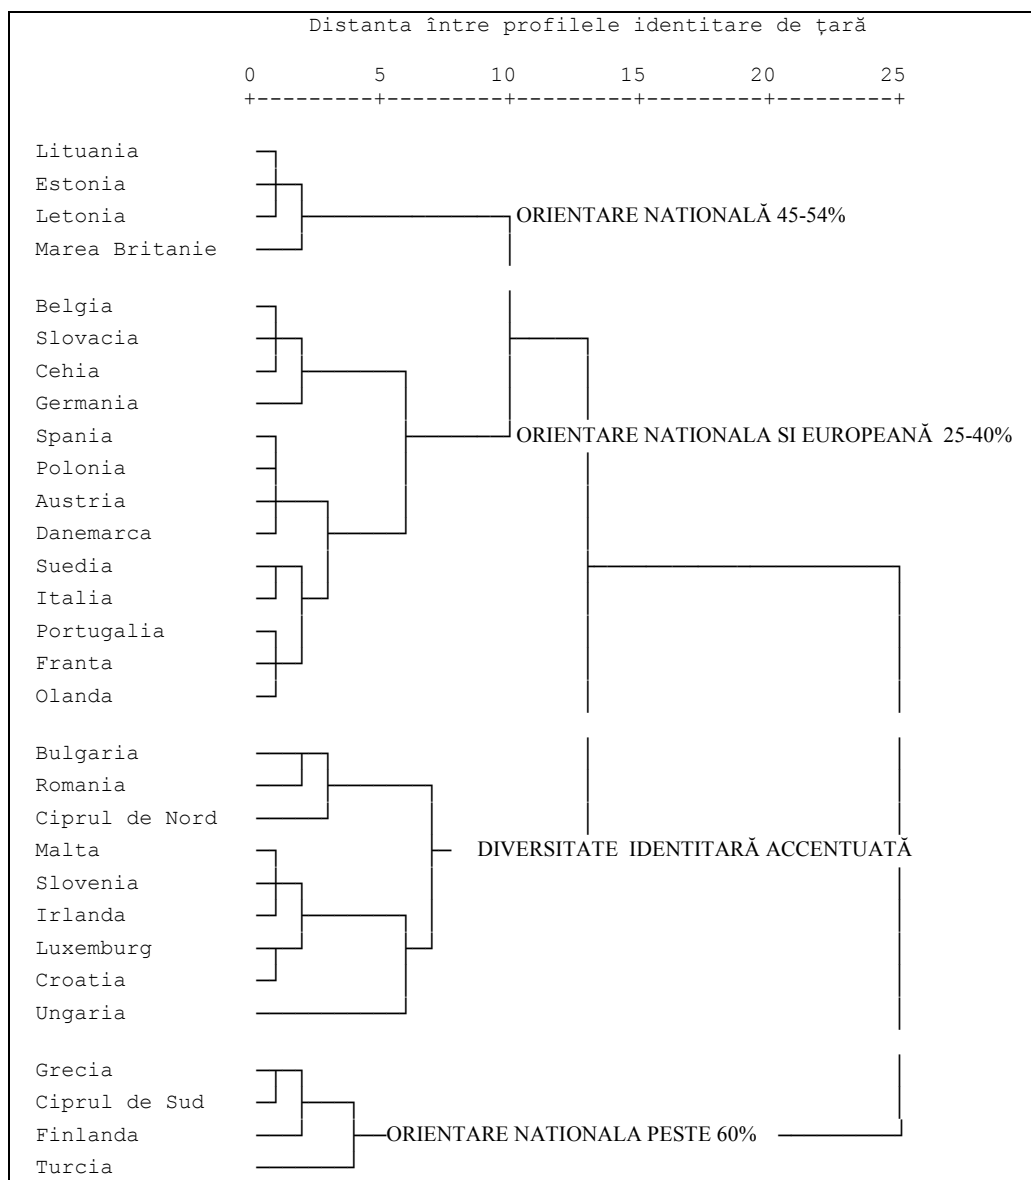 Distanta între profilele identitare de țară
0 5 10 15 20 25
+---------+---------+---------+---------+---------+
Lituania
Estonia
Letonia ORIENTARE NATIONALĂ 45-54%
Marea Britanie
Belgia
Slovacia
Cehia
Germania
Spania ORIENTARE NATIONALA SI EUROPEANĂ 25-40%
Polonia
Austria
Danemarca
Suedia
Italia
Portugalia
Franta
Olanda
Bulgaria
Romania
Ciprul de Nord
Malta DIVERSITATE IDENTITARĂ ACCENTUATĂ
Slovenia
Irlanda
Luxemburg
Croatia
Ungaria
Grecia
Ciprul de Sud
Finlanda ORIENTARE NATIONALA PESTE 60%
Turcia